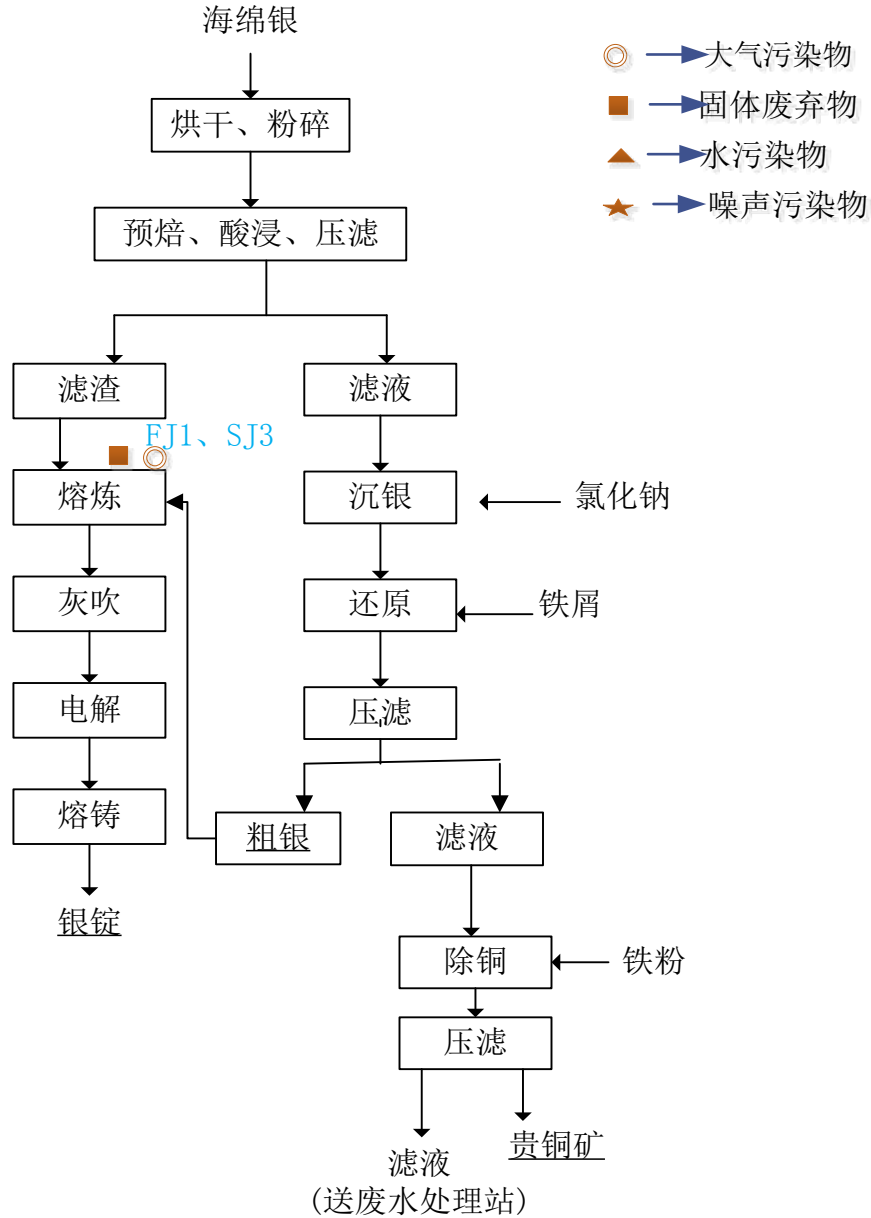 海绵银
大气污染物
烘干、粉碎
固体废弃物
水污染物
噪声污染物
预焙、酸浸、压滤
滤渣
滤液
FJ1、SJ3
熔炼
沉银
氯化钠
灰吹
还原
铁屑
电解
压滤
熔铸
粗银
滤液
银锭
除铜
铁粉
压滤
贵铜矿
滤液
(送废水处理站)